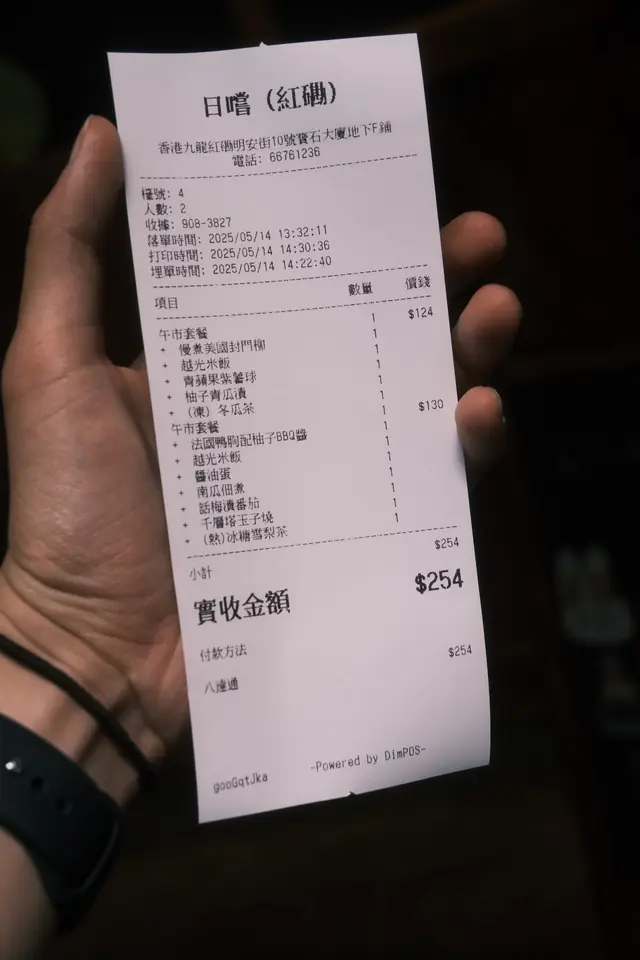 日嚐 (紅磡)
香港九龍紅磡明安街10號寶石大廈地下F鋪
電話: 66761236
檯號: 4
人數: 2
收據: 908-3827
落單時間: 2025/05/14 13:32:11
打印時間: 2025/05/14 14:30:36
埋單時間: 2025/05/14 14:22:40
項目 數量 價錢
午市套餐 1 $124
+ 慢煮美國封門柳 1
+ 越光米飯 1
+ 青蘋果紫薯球 1
+ 柚子青瓜漬 1
+ (凍) 冬瓜茶 1
午市套餐 1 $130
+ 法國鴨胸配柚子BBQ醬 1
+ 越光米飯 1
+ 醬油蛋 1
+ 南瓜佃煮 1
+ 話梅漬番茄 1
+ 千層塔玉子燒 1
+ (熱)冰糖雪梨茶 1
小計 $254
實收金額 $254
付款方法
八達通 $254
gooGqtJka -Powered by DimPOS-